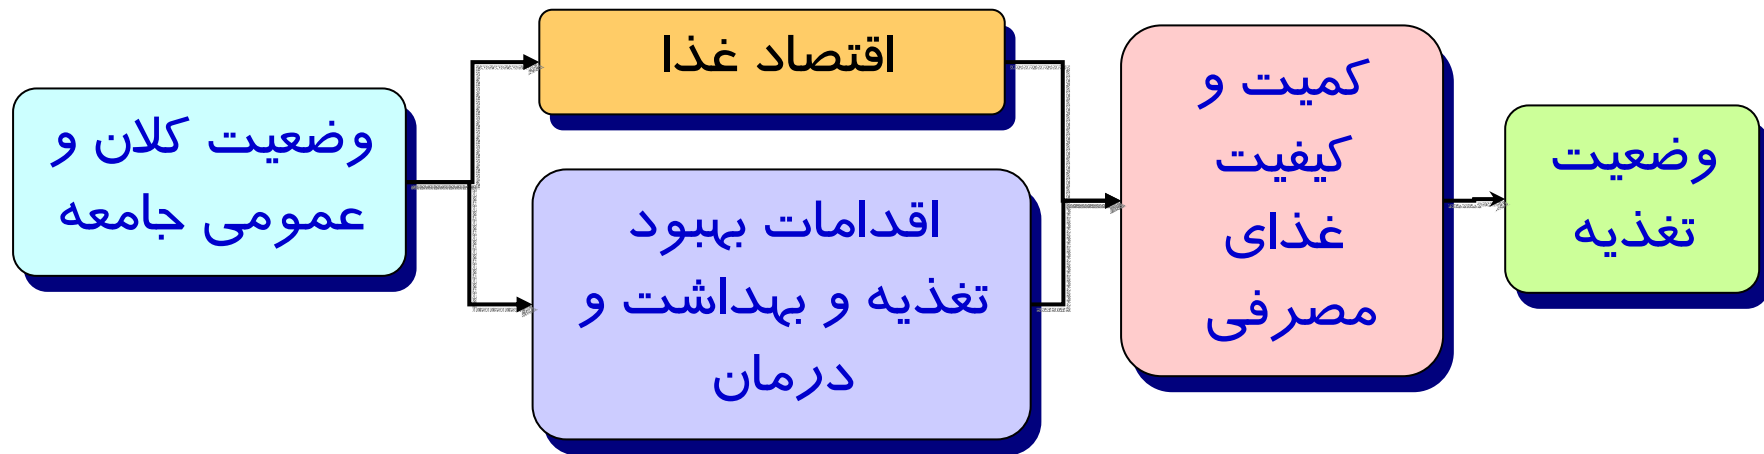 وضعیت کلان و
عمومی جامعه
اقتصاد غذا
اقدامات بهبود
تغذیه و بهداشت و
درمان
کمیت و
کیفیت
غذای
مصرفی
وضعیت
تغذیه